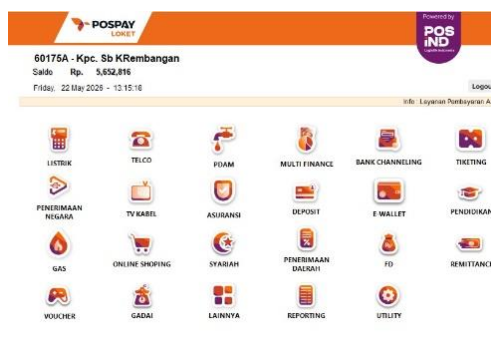 POSPAY
LOKET
Powered by
POS
IND
60175A - Kpc. Sb KRembangan
Saldo Rp. 5,652,816
Friday, 22 May 2026 - 13:15:16
Logou
Info : Layanan Pembayaran A
LISTRIK TELCO PDAM MULTI FINANCE BANK CHANNELING TIKETING
PENERIMAAN
NEGARA
TV KABEL ASURANSI DEPOSIT E-WALLET PENDIDIKAN
GAS ONLINE SHOPING SYARIAH
PENERIMAAN
DAERAH
FO REMITTANC
VOUCHER GADAI LAINNYA REPORTING UTILITY